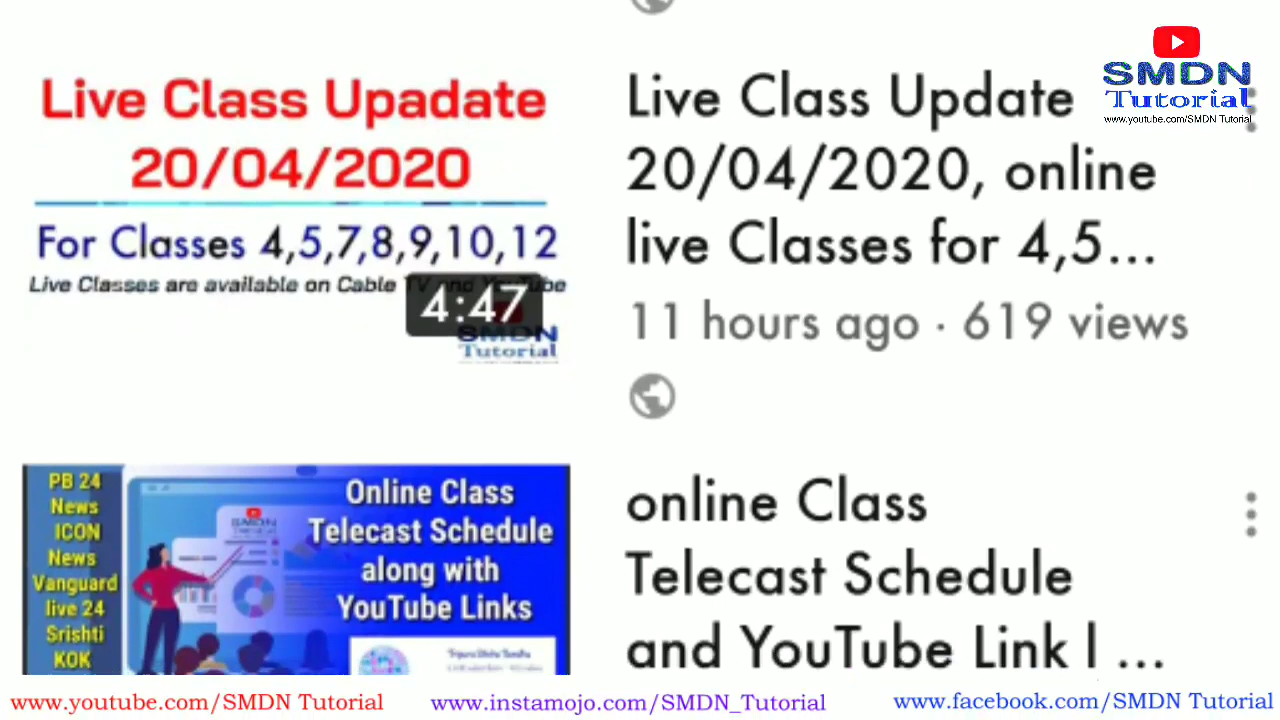 Live Class Upadate
20/04/2020
For Classes 4,5,7,8,9,10,12
Live Classes are available on Cable TV and YouTube
4:47
SMDN
Tutorial
Live Class Update
20/04/2020, online
live Classes for 4,5...
11 hours ago · 619 views
SMDN
Tutorial
www.youtube.com/SMDN Tutorial
PB 24
News
ICON
News
Vanguard
live 24
Srishti
KOK
SMDN
Online Class
Telecast Schedule
along with
YouTube Links
online Class
Telecast Schedule
and YouTube Link l ...
www.youtube.com/SMDN Tutorial
www.instamojo.com/SMDN_Tutorial
www.facebook.com/SMDN Tutorial